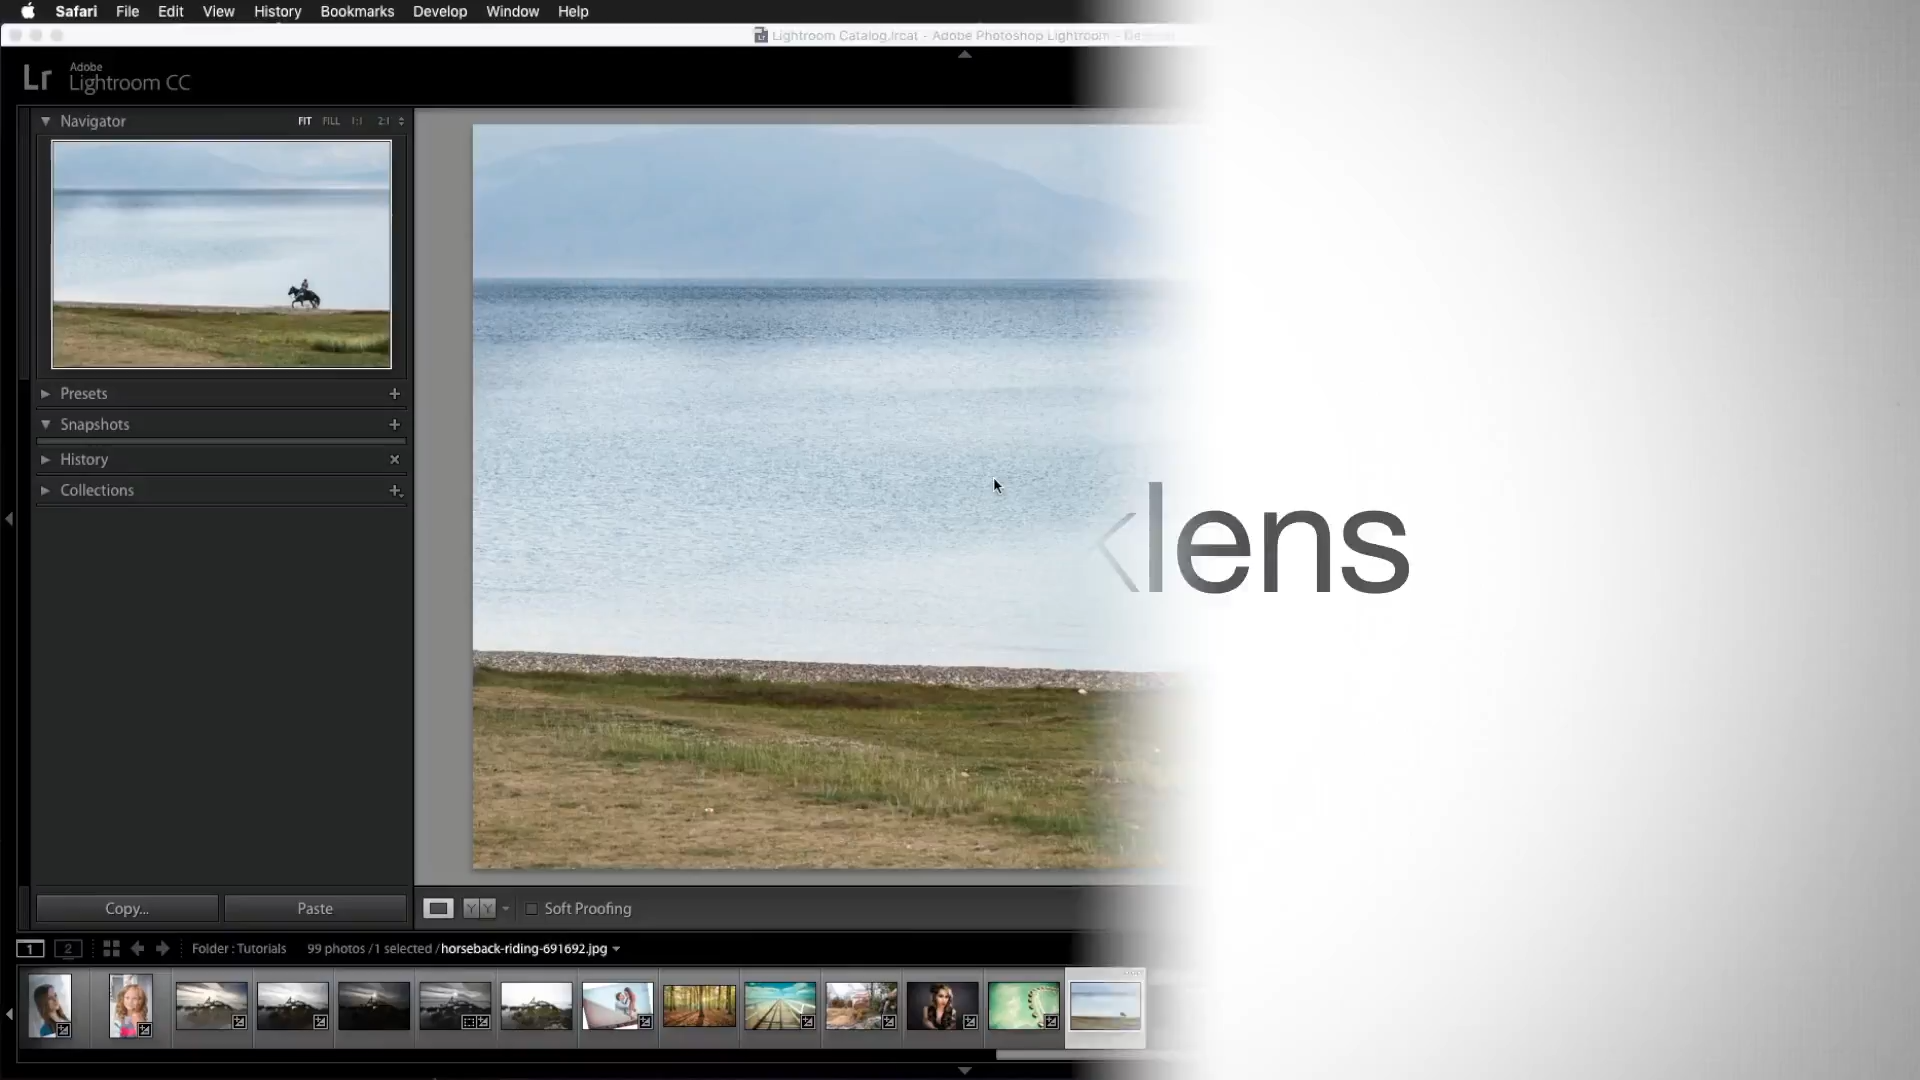 Safari File Edit View History Bookmarks Develop Window Help
Lightroom Catalog.lrcat - Adobe Photoshop Lightroom -
Lr Adobe
Lightroom CC
Navigator FIT FILL 1:1 2:1
Presets
Snapshots
History
Collections
klens
Copy... Paste
Y Y Soft Proofing
1 2 Folder : Tutorials 99 photos /1 selected /horseback-riding-691692.jpg